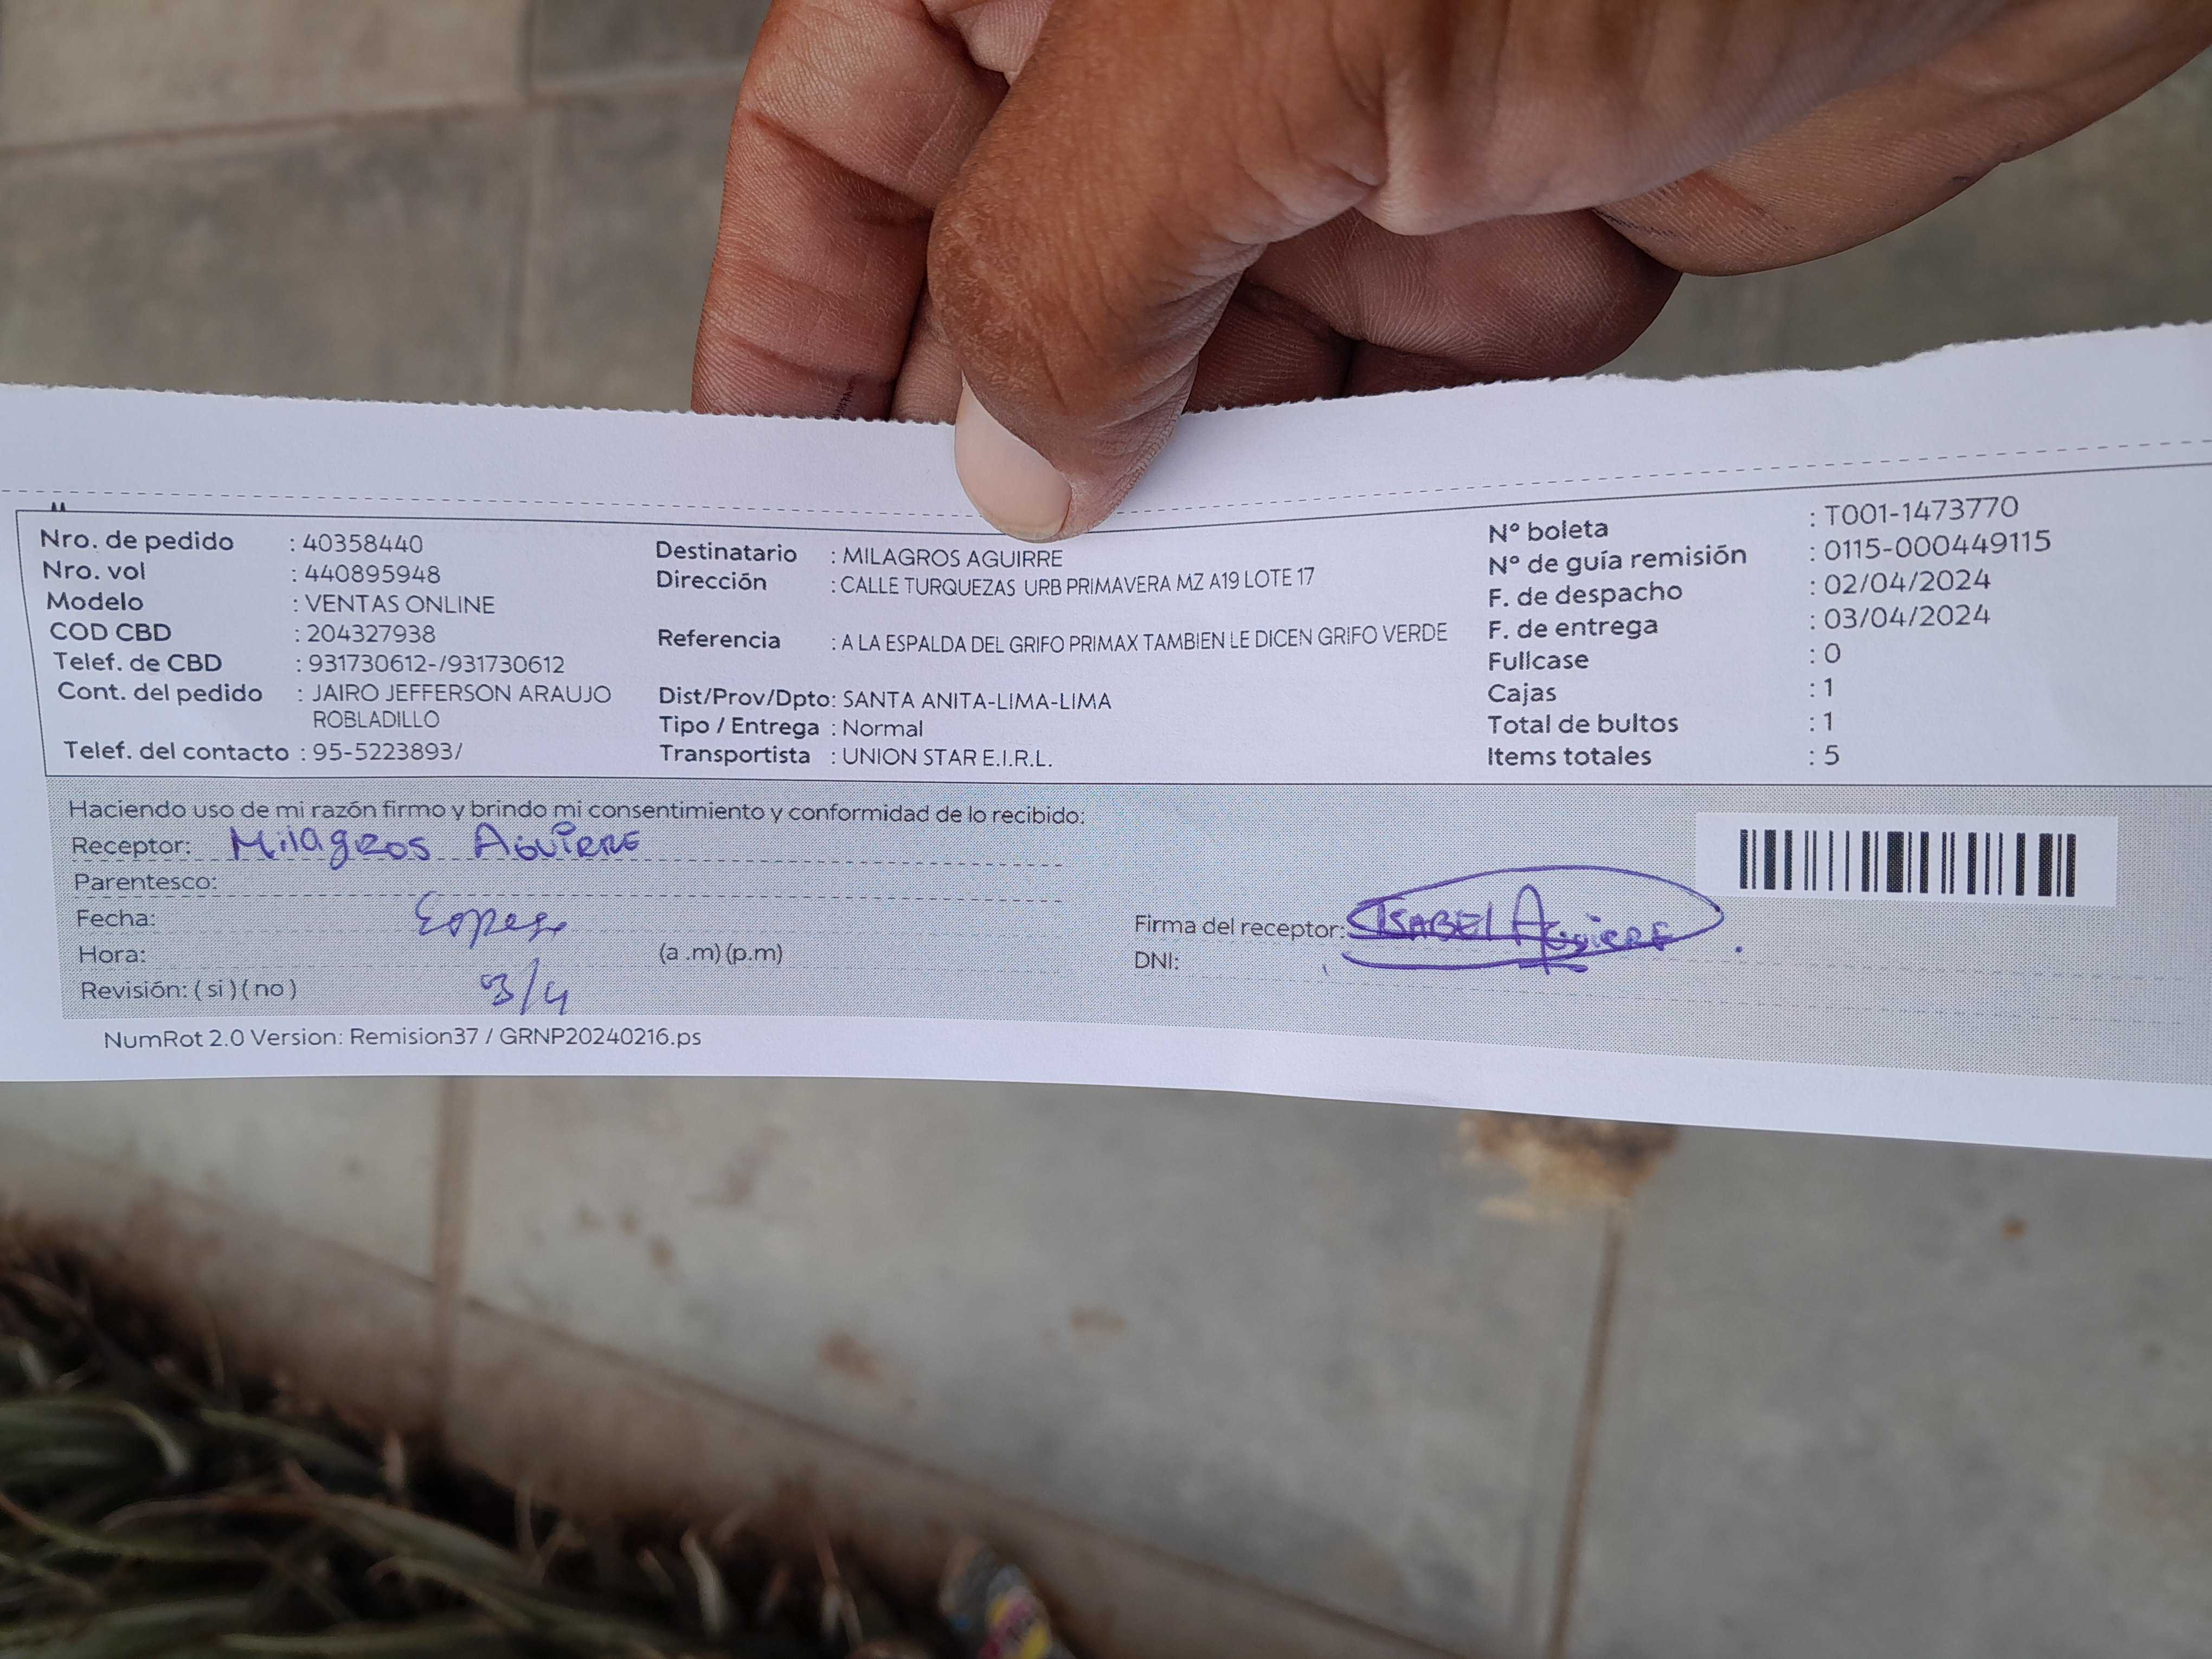 Nro. de pedido : 40358440
Nro. vol : 440895948
Modelo : VENTAS ONLINE
COD CBD : 204327938
Telef. de CBD : 931730612-/931730612
Cont. del pedido : JAIRO JEFFERSON ARAUJO
ROBLADILLO
Telef. del contacto : 95-5223893/
Destinatario : MILAGROS AGUIRRE
Dirección : CALLE TURQUEZAS URB PRIMAVERA MZ A19 LOTE 17
Referencia : A LA ESPALDA DEL GRIFO PRIMAX TAMBIEN LE DICEN GRIFO VERDE
Dist/Prov/Dpto: SANTA ANITA-LIMA-LIMA
Tipo / Entrega : Normal
Transportista : UNION STAR E.I.R.L.
N° boleta : T001-1473770
N° de guía remisión : 0115-000449115
F. de despacho : 02/04/2024
F. de entrega : 03/04/2024
Fullcase : 0
Cajas : 1
Total de bultos : 1
Items totales : 5
Haciendo uso de mi razón firmo y brindo mi consentimiento y conformidad de lo recibido:
Receptor: Milagros Aguirre
Parentesco:
Fecha:
Hora: (a .m) (p.m)
Revisión: ( si ) ( no ) 3/4
Firma del receptor: ISABEL Aguirre
DNI:
NumRot 2.0 Version: Remision37 / GRNP20240216.ps